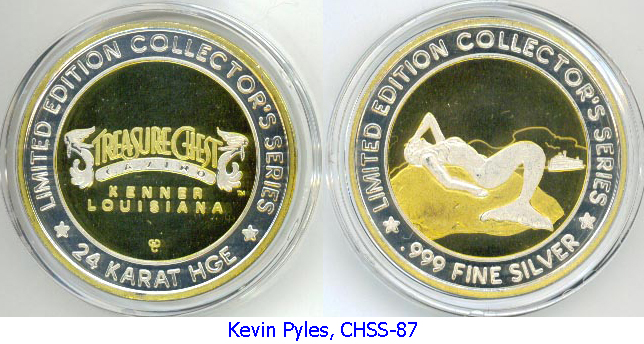 LIMITED EDITION COLLECTOR'S SERIES
TREASURE CHEST
CASINO
KENNER
LOUISIANA
TM
24 KARAT HGE
LIMITED EDITION COLLECTOR'S SERIES
.999 FINE SILVER
Kevin Pyles, CHSS-87